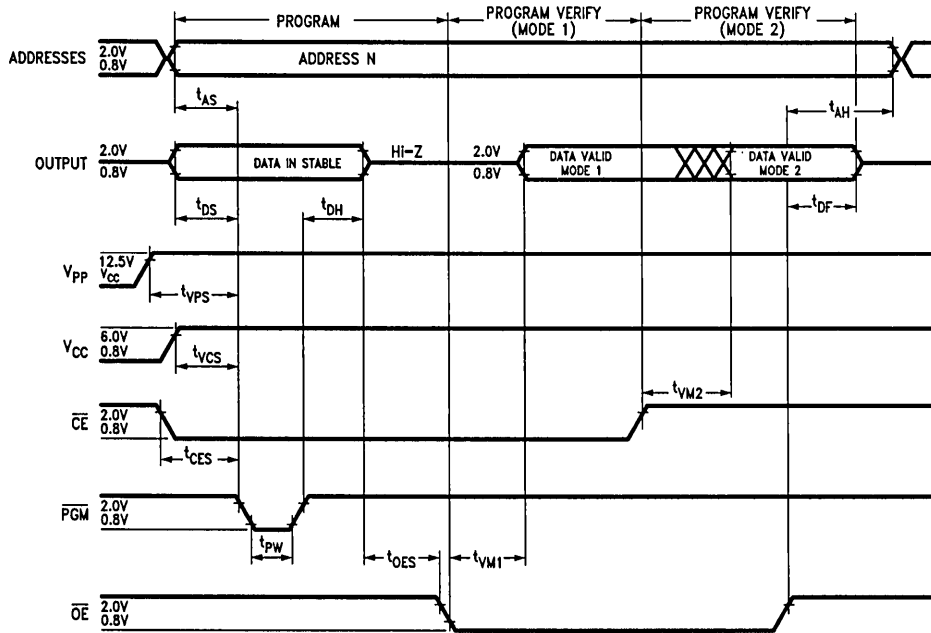 PROGRAM
PROGRAM VERIFY
(MODE 1)
PROGRAM VERIFY
(MODE 2)
ADDRESSES
2.0V
0.8V
ADDRESS N
tAS
tAH
OUTPUT
2.0V
0.8V
DATA IN STABLE
Hi-Z
2.0V
0.8V
DATA VALID
MODE 1
DATA VALID
MODE 2
tDS
tDH
tDF
VPP
12.5V
VCC
tVPS
VCC
6.0V
0.8V
tVCS
tVM2
CE
2.0V
0.8V
tCES
PGM
2.0V
0.8V
tPW
tOES
tVM1
OE
2.0V
0.8V